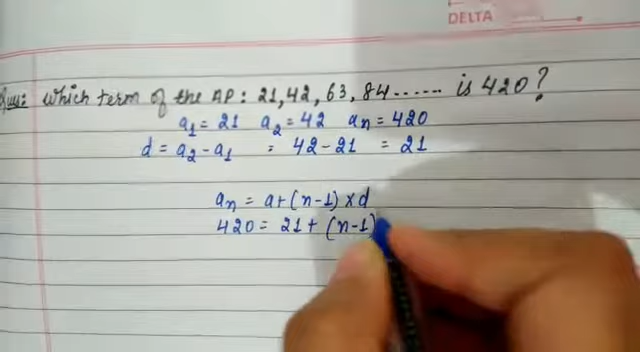 DELTA
Ques: Which term of the AP: 21, 42, 63, 84...... is 420?
a₁ = 21 a₂ = 42 aₙ = 420
d = a₂ - a₁ = 42 - 21 = 21
aₙ = a + (n-1) × d
420 = 21 + (n-1)